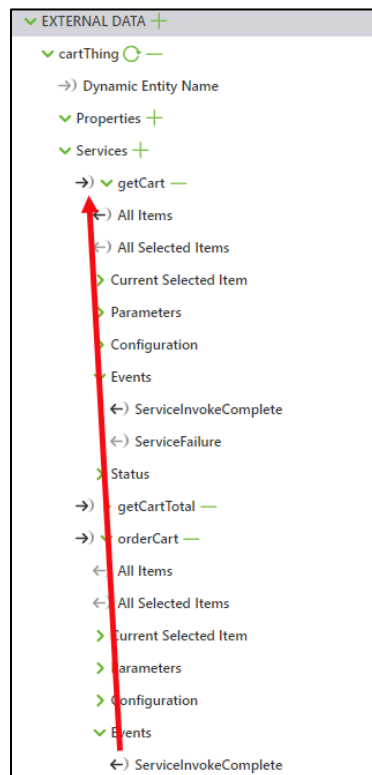 EXTERNAL DATA
cartThing
Dynamic Entity Name
Properties
Services
getCart
All Items
All Selected Items
Current Selected Item
Parameters
Configuration
Events
ServiceInvokeComplete
ServiceFailure
Status
getCartTotal
orderCart
All Items
All Selected Items
Current Selected Item
Parameters
Configuration
Events
ServiceInvokeComplete